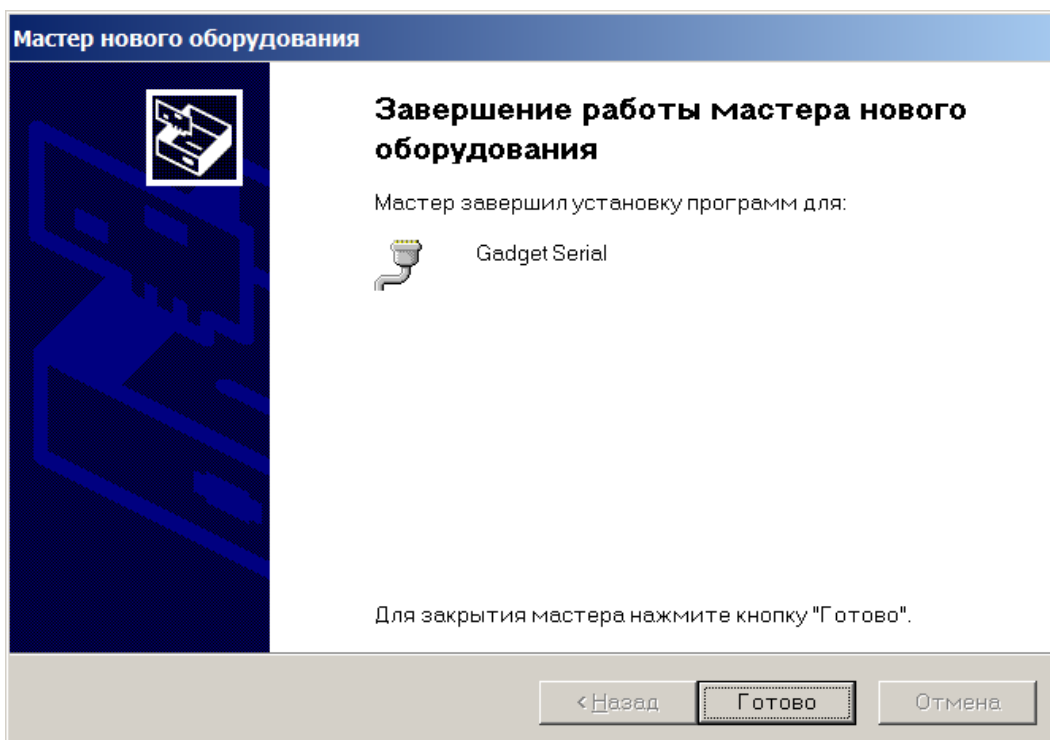 Мастер нового оборудования
Завершение работы мастера нового
оборудования
Мастер завершил установку программ для:
Gadget Serial
Для закрытия мастера нажмите кнопку "Готово".
< Назад
Готово
Отмена